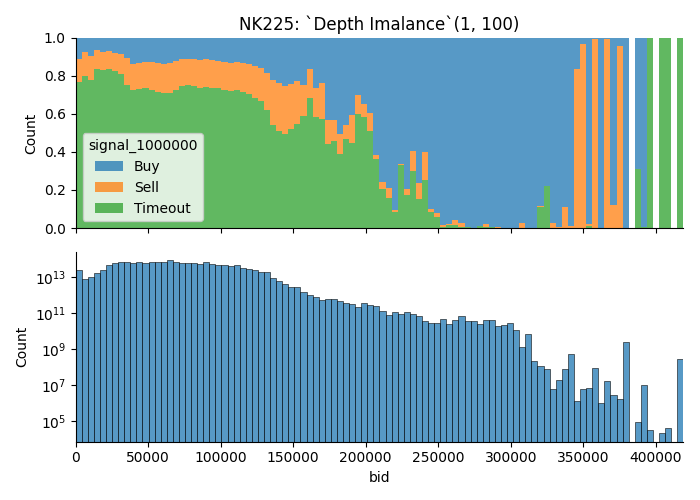 NK225: `Depth Imalance`(1, 100)
1.0
0.8
0.6
0.4
0.2
0.0
Count
signal_1000000
Buy
Sell
Timeout
10^13
10^11
10^9
10^7
10^5
Count
0 50000 100000 150000 200000 250000 300000 350000 400000
bid